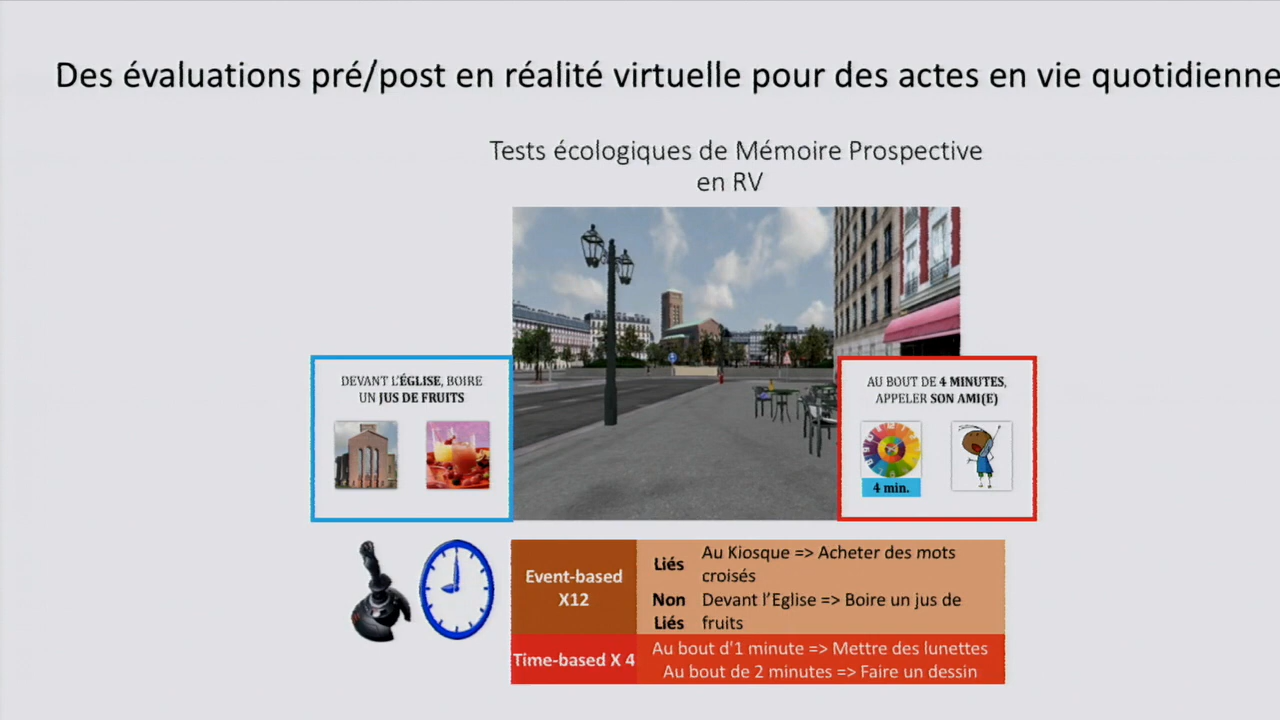 Des évaluations pré/post en réalité virtuelle pour des actes en vie quotidienne
Tests écologiques de Mémoire Prospective
en RV
DEVANT L'ÉGLISE, BOIRE
UN JUS DE FRUITS
AU BOUT DE 4 MINUTES,
APPELER SON AMI(E)
4 min.
Event-based
X12
Liés
Au Kiosque => Acheter des mots
croisés
Non
Liés
Devant l'Eglise => Boire un jus de
fruits
Time-based X 4
Au bout d'1 minute => Mettre des lunettes
Au bout de 2 minutes => Faire un dessin